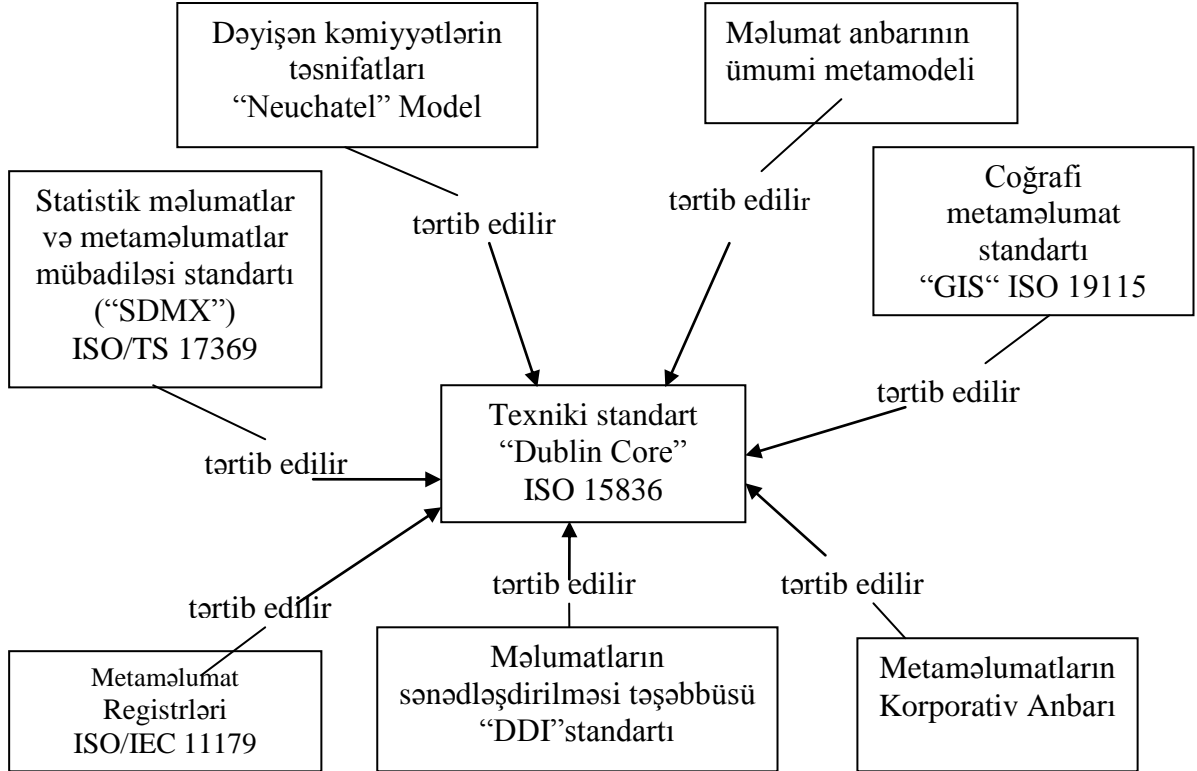 Dəyişən kəmiyyətlərin
təsnifatları
“Neuchatel” Model
Məlumat anbarının
ümumi metamodeli
Statistik məlumatlar
və metaməlumatlar
mübadiləsi standartı
(“SDMX”)
ISO/TS 17369
tərtib edilir
tərtib edilir
Coğrafi
metaməlumat
standartı
“GIS“ ISO 19115
tərtib edilir
tərtib edilir
Texniki standart
“Dublin Core”
ISO 15836
tərtib edilir
tərtib edilir
tərtib edilir
Metaməlumat
Registrləri
ISO/IEC 11179
Məlumatların
sənədləşdirilməsi təşəbbüsü
“DDI”standartı
Metaməlumatların
Korporativ Anbarı